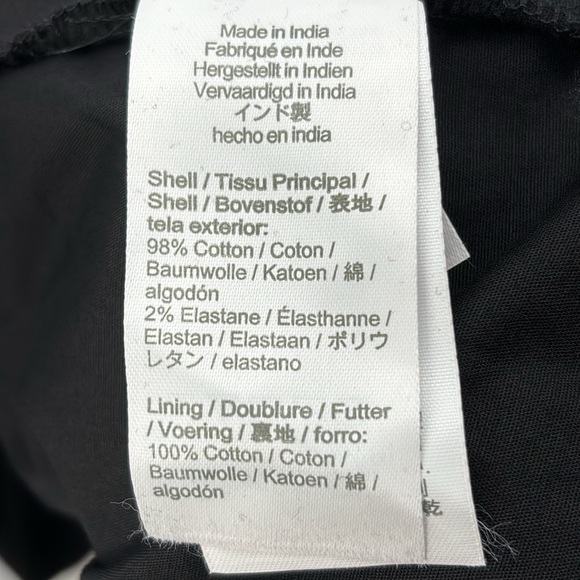 Made in India
Fabriqué en Inde
Hergestellt in Indien
Vervaardigd in India
インド製
hecho en india
Shell / Tissu Principal /
Shell / Bovenstof / 表地 /
tela exterior:
98% Cotton / Coton /
Baumwolle / Katoen / 綿 /
algodón
2% Elastane / Élasthanne /
Elastan / Elastaan / ポリウ
レタン / elastano
Lining / Doublure / Futter
/ Voering / 裏地 / forro:
100% Cotton / Coton /
Baumwolle / Katoen / 綿 /
algodón
乾